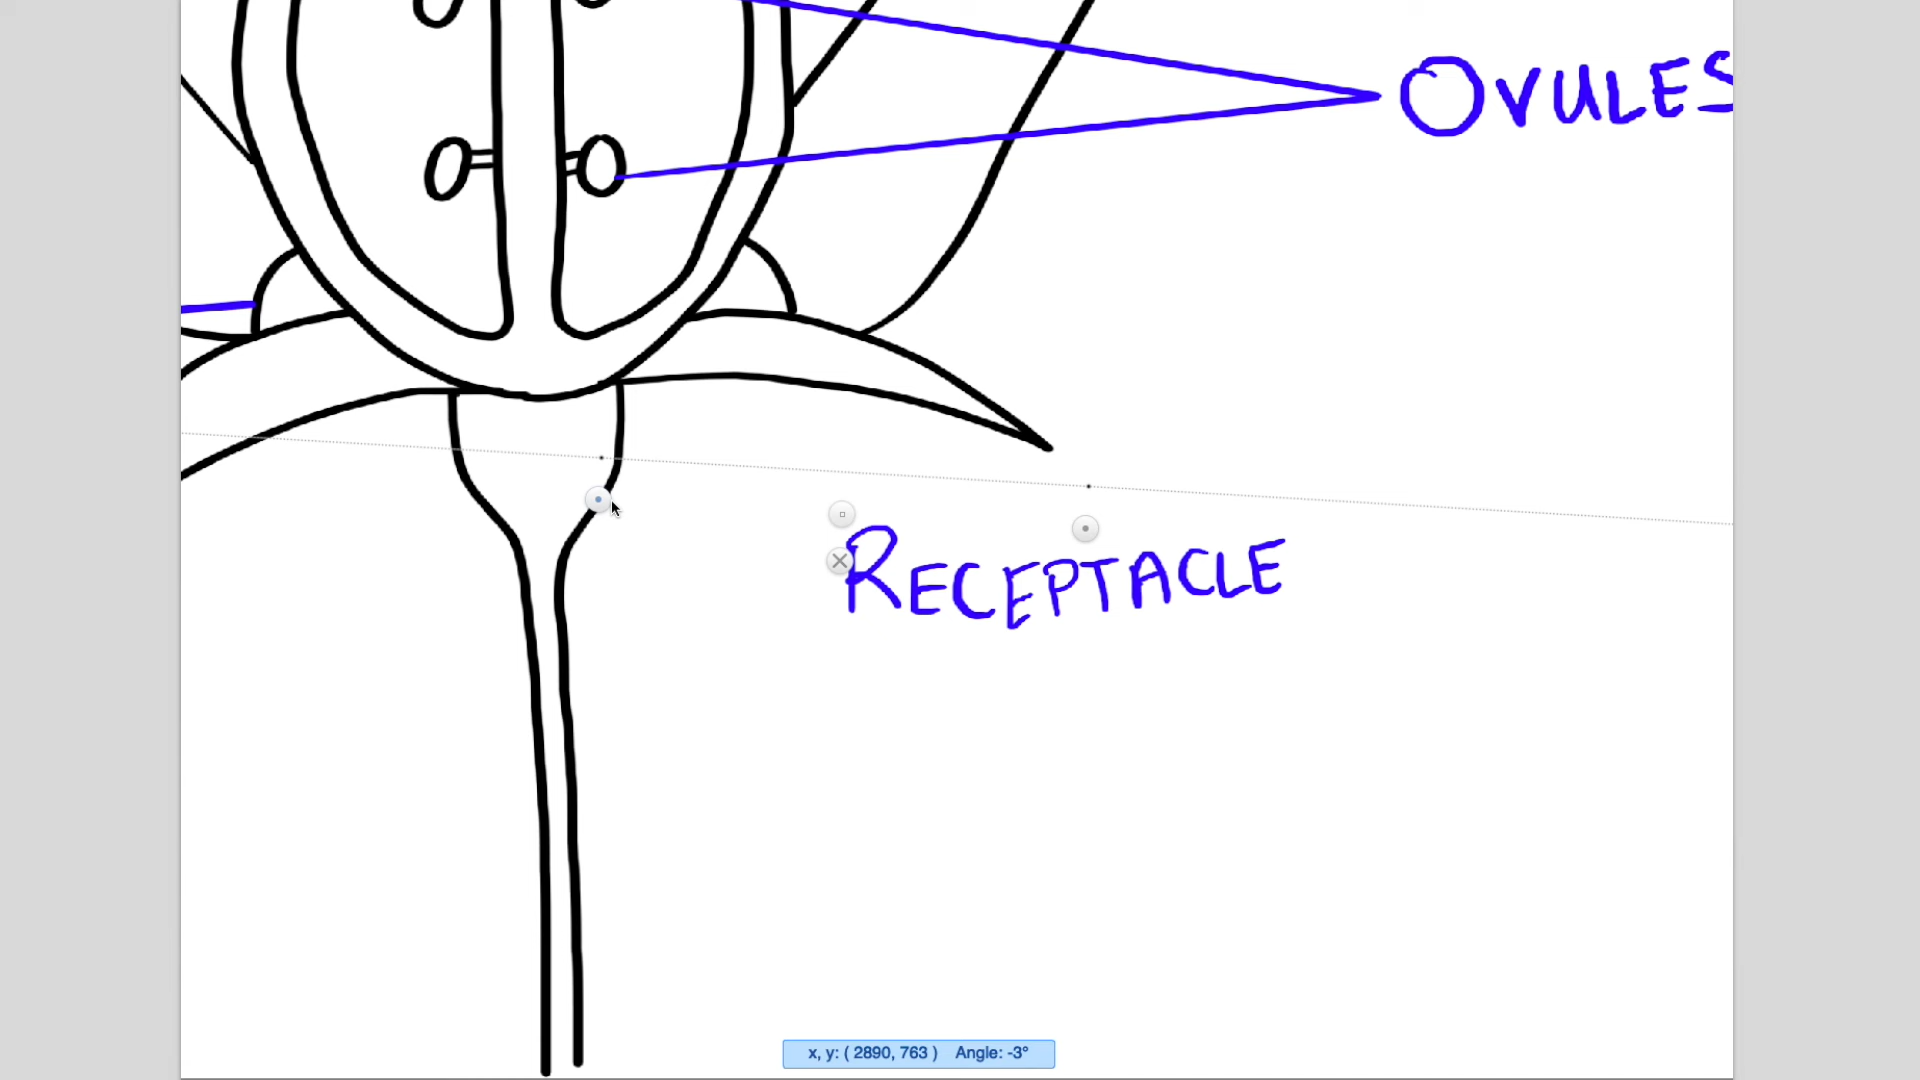 OVULES
RECEPTACLE
x, y: ( 2890, 763 ) Angle: -3°